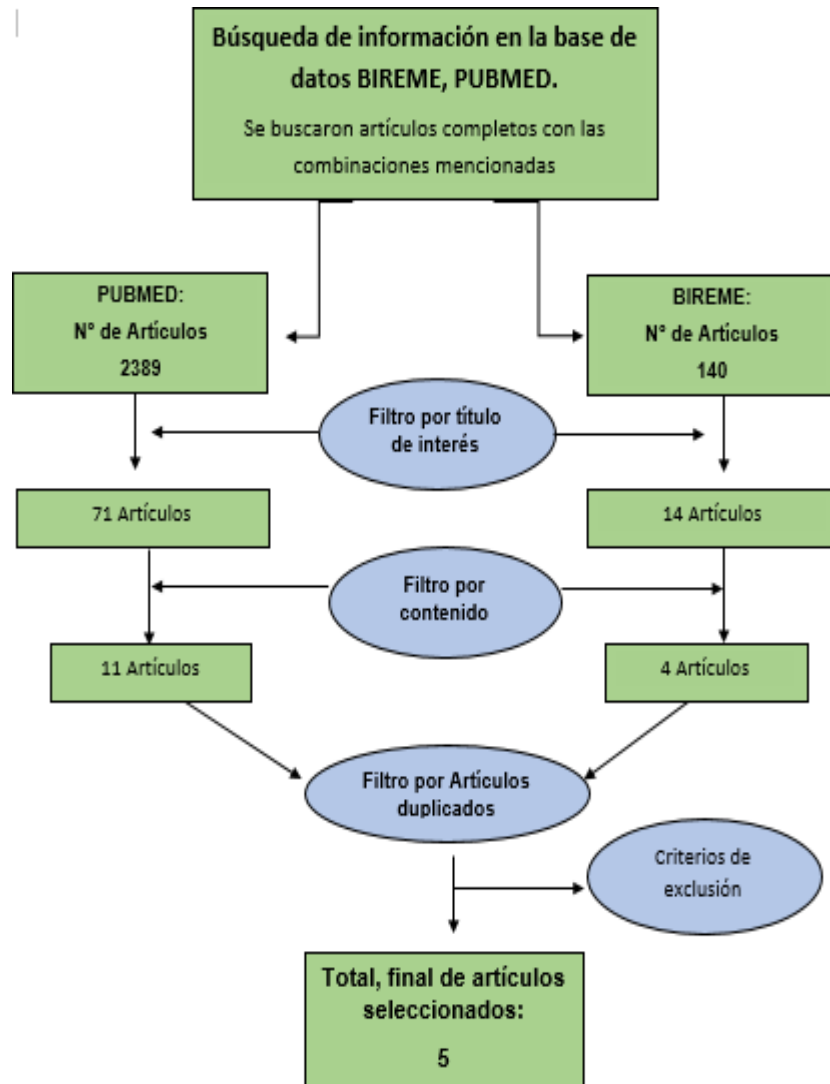 Búsqueda de información en la base de
datos BIREME, PUBMED.
Se buscaron artículos completos con las
combinaciones mencionadas
PUBMED:
N° de Artículos
2389
BIREME:
N° de Artículos
140
Filtro por título
de interés
71 Artículos
14 Artículos
Filtro por
contenido
11 Artículos
4 Artículos
Filtro por Artículos
duplicados
Criterios de
exclusión
Total, final de artículos
seleccionados:
5